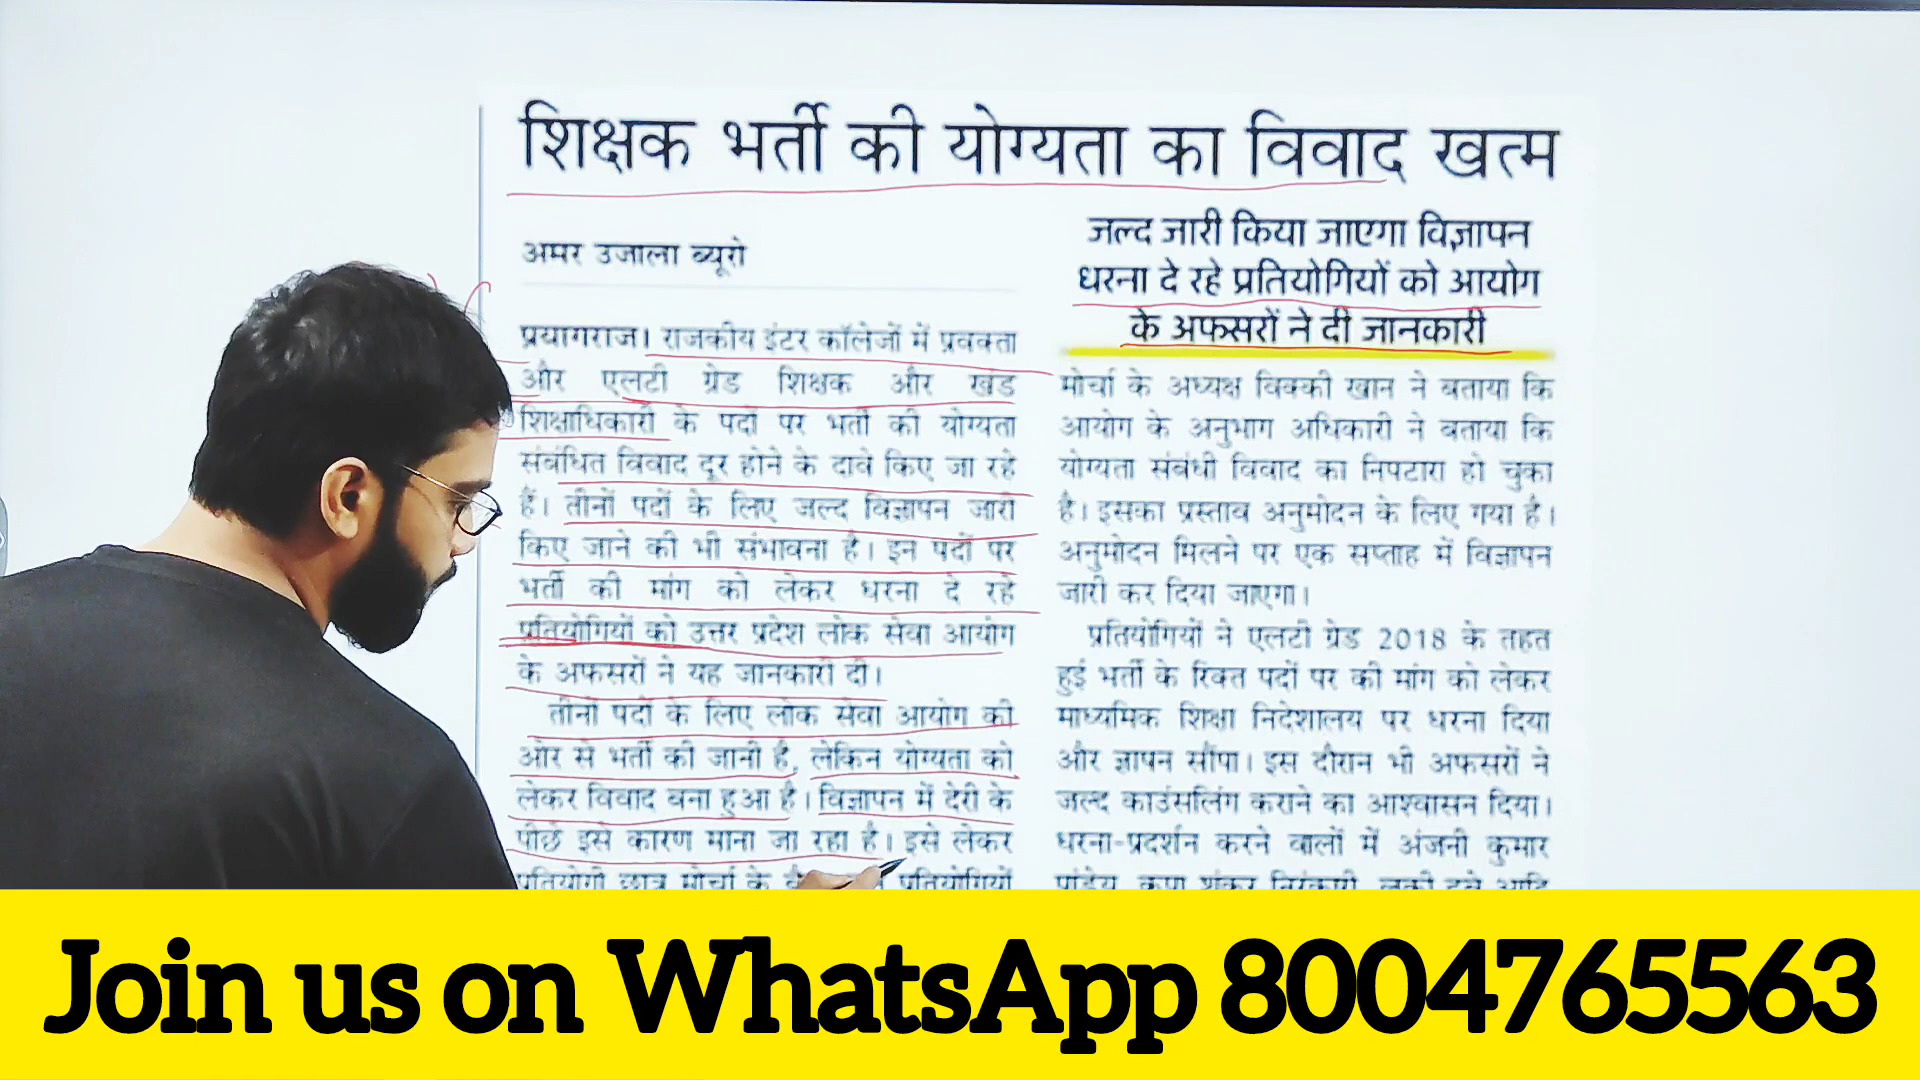 शिक्षक भर्ती की योग्यता का विवाद खत्म
अमर उजाला ब्यूरो
प्रयागराज। राजकीय इंटर कॉलेजों में प्रवक्ता
और एलटी ग्रेड शिक्षक और खंड
शिक्षाधिकारी के पदों पर भर्ती की योग्यता
संबंधित विवाद दूर होने के दावे किए जा रहे
हैं। तीनों पदों के लिए जल्द विज्ञापन जारी
किए जाने की भी संभावना है। इन पदों पर
भर्ती की मांग को लेकर धरना दे रहे
प्रतियोगियों को उत्तर प्रदेश लोक सेवा आयोग
के अफसरों ने यह जानकारी दी।
तीनों पदों के लिए लोक सेवा आयोग की
ओर से भर्ती की जानी है, लेकिन योग्यता को
लेकर विवाद बना हुआ है। विज्ञापन में देरी के
पीछे इसे कारण माना जा रहा है। इसे लेकर
प्रतियोगी छात्र मोर्चा के प्रतियोगियों
जल्द जारी किया जाएगा विज्ञापन
धरना दे रहे प्रतियोगियों को आयोग
के अफसरों ने दी जानकारी
मोर्चा के अध्यक्ष विक्की खान ने बताया कि
आयोग के अनुभाग अधिकारी ने बताया कि
योग्यता संबंधी विवाद का निपटारा हो चुका
है। इसका प्रस्ताव अनुमोदन के लिए गया है।
अनुमोदन मिलने पर एक सप्ताह में विज्ञापन
जारी कर दिया जाएगा।
प्रतियोगियों ने एलटी ग्रेड 2018 के तहत
हुई भर्ती के रिक्त पदों पर की मांग को लेकर
माध्यमिक शिक्षा निदेशालय पर धरना दिया
और ज्ञापन सौंपा। इस दौरान भी अफसरों ने
जल्द काउंसलिंग कराने का आश्वासन दिया।
धरना-प्रदर्शन करने वालों में अंजनी कुमार
पांडेय, कृपा शंकर निरंकारी, लकी दुबे आदि
Join us on WhatsApp 8004765563